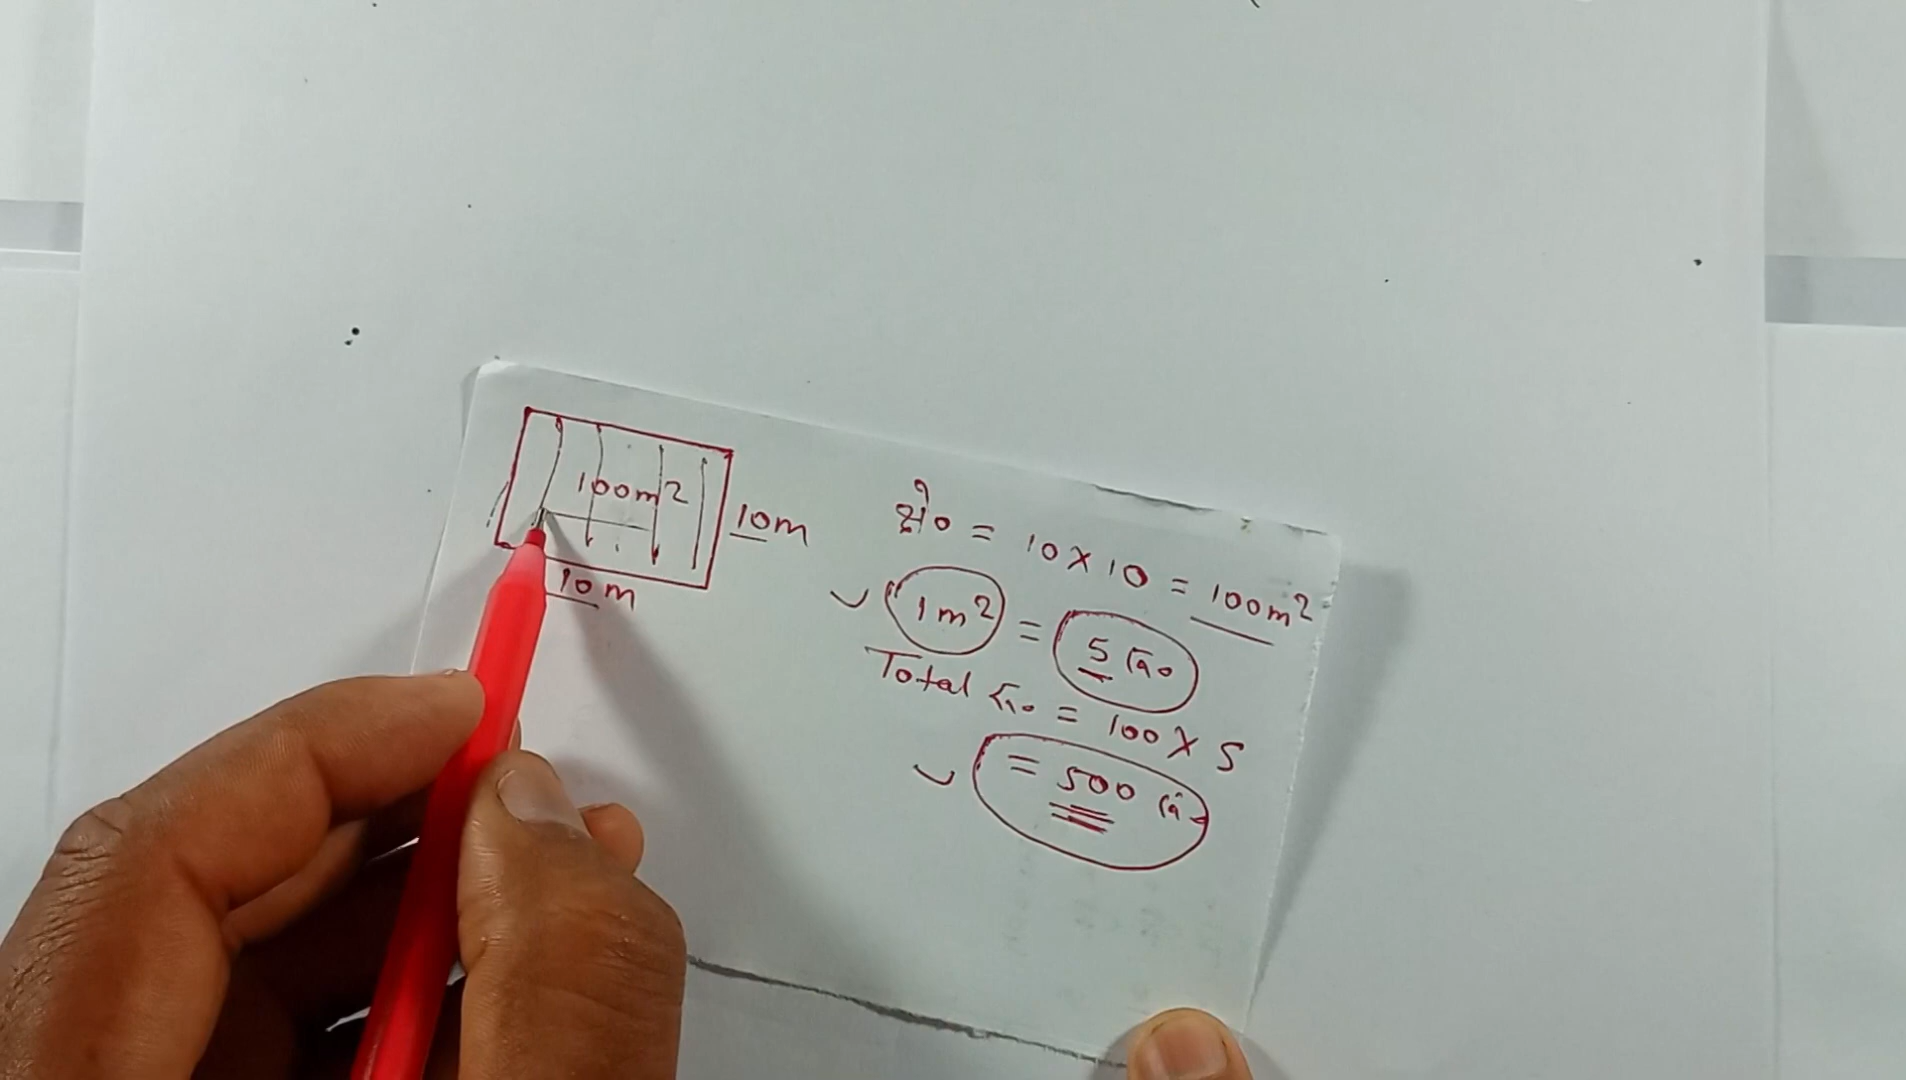 100m2
10m
10m
क्षे० = 10 X 10 = 100m²
1m² = 5 कि०
Total कि० = 100 X 5
= 500 कि०